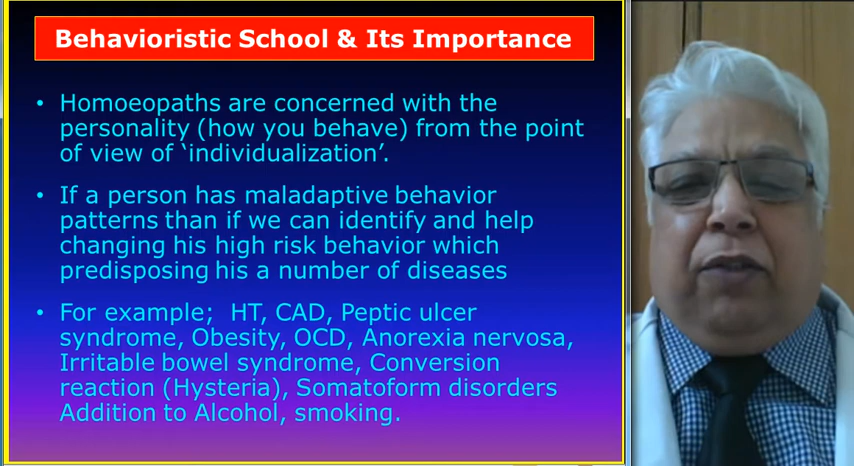 Behavioristic School & Its Importance
• Homoeopaths are concerned with the
personality (how you behave) from the point
of view of ‘individualization’.
• If a person has maladaptive behavior
patterns than if we can identify and help
changing his high risk behavior which
predisposing his a number of diseases
• For example; HT, CAD, Peptic ulcer
syndrome, Obesity, OCD, Anorexia nervosa,
Irritable bowel syndrome, Conversion
reaction (Hysteria), Somatoform disorders
Addition to Alcohol, smoking.